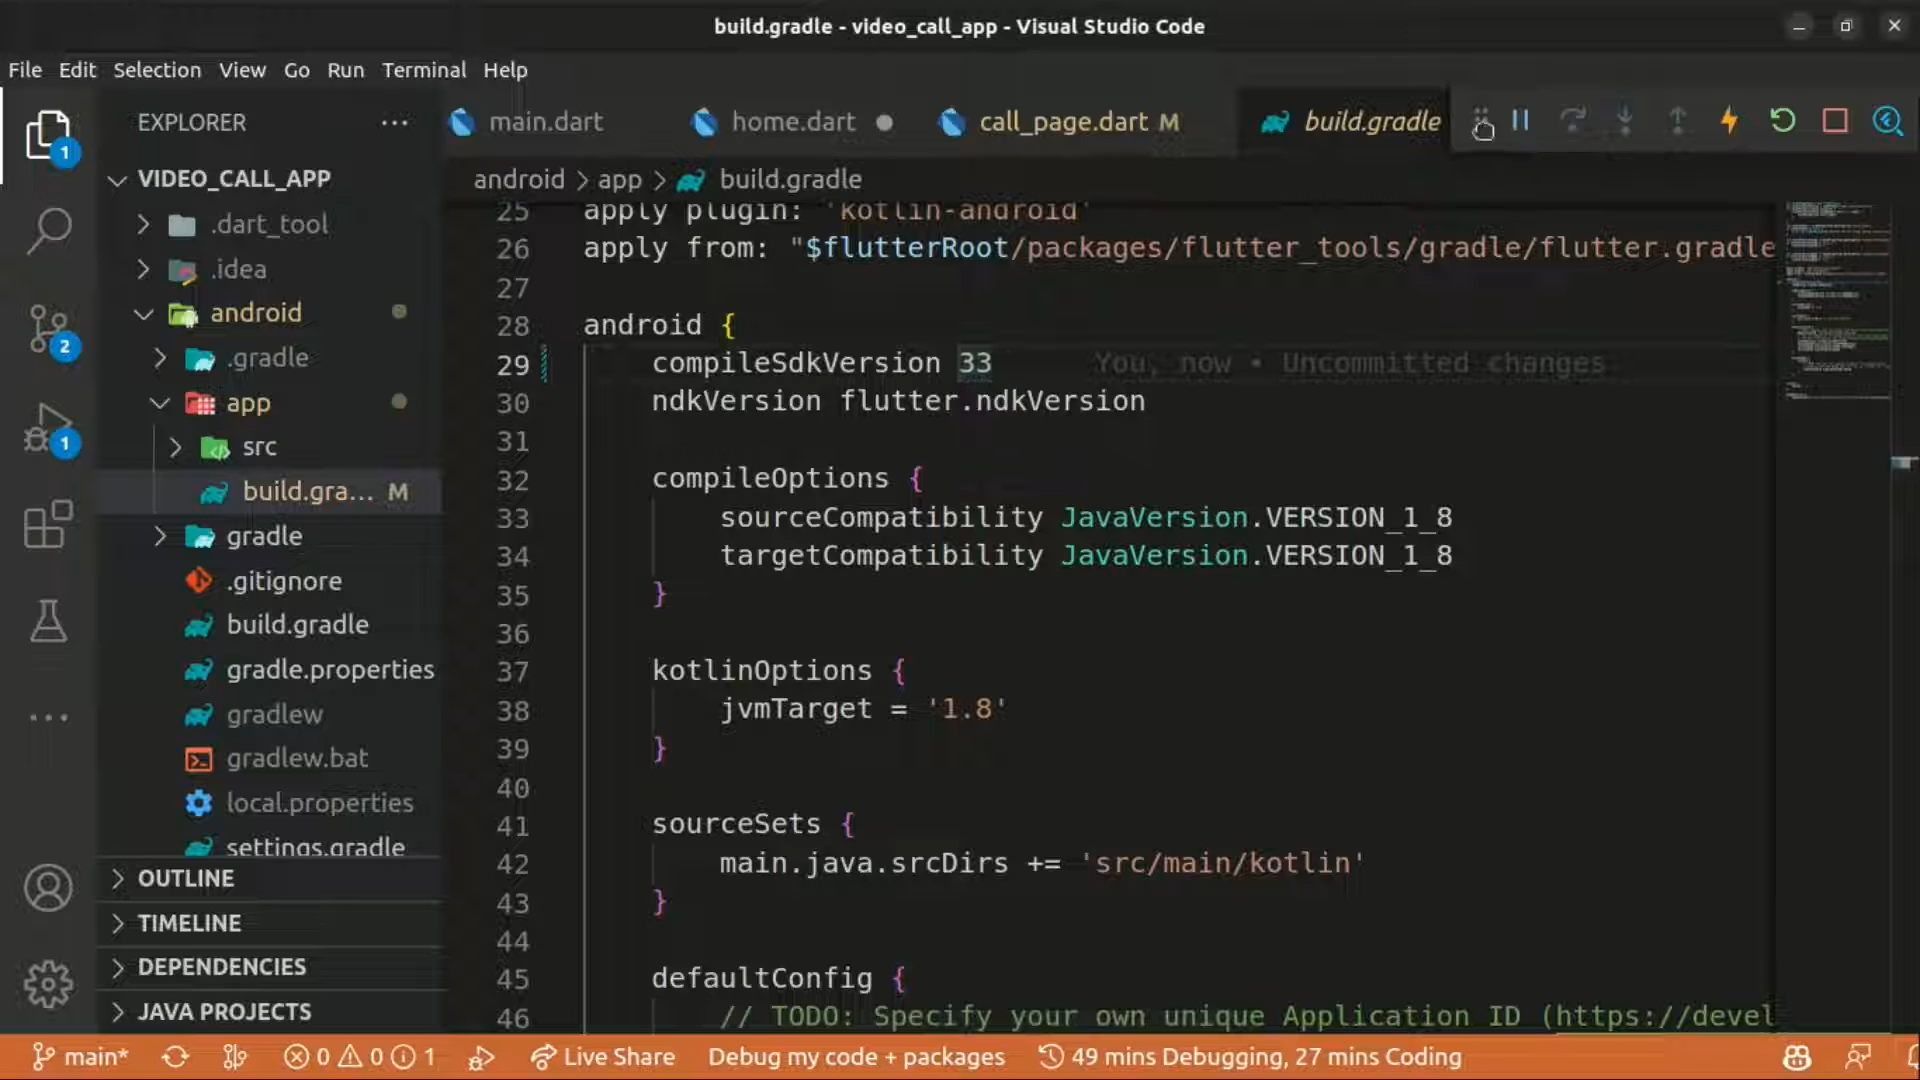 build.gradle - video_call_app - Visual Studio Code
File Edit Selection View Go Run Terminal Help
EXPLORER
main.dart
home.dart
call_page.dart M
build.gradle
1
VIDEO_CALL_APP
android > app > build.gradle
.dart_tool
.idea
android
.gradle
app
src
build.gra... M
gradle
.gitignore
build.gradle
gradle.properties
gradlew
gradlew.bat
local.properties
settings.gradle
OUTLINE
TIMELINE
DEPENDENCIES
JAVA PROJECTS
2
1
25 apply plugin: 'kotlin-android'
26 apply from: "$flutterRoot/packages/flutter_tools/gradle/flutter.gradle
27
28 android {
29 compileSdkVersion 33 You, now • Uncommitted changes
30 ndkVersion flutter.ndkVersion
31
32 compileOptions {
33 sourceCompatibility JavaVersion.VERSION_1_8
34 targetCompatibility JavaVersion.VERSION_1_8
35 }
36
37 kotlinOptions {
38 jvmTarget = '1.8'
39 }
40
41 sourceSets {
42 main.java.srcDirs += 'src/main/kotlin'
43 }
44
45 defaultConfig {
46 // TODO: Specify your own unique Application ID (https://devel
main* 0 0 1 Live Share Debug my code + packages 49 mins Debugging, 27 mins Coding